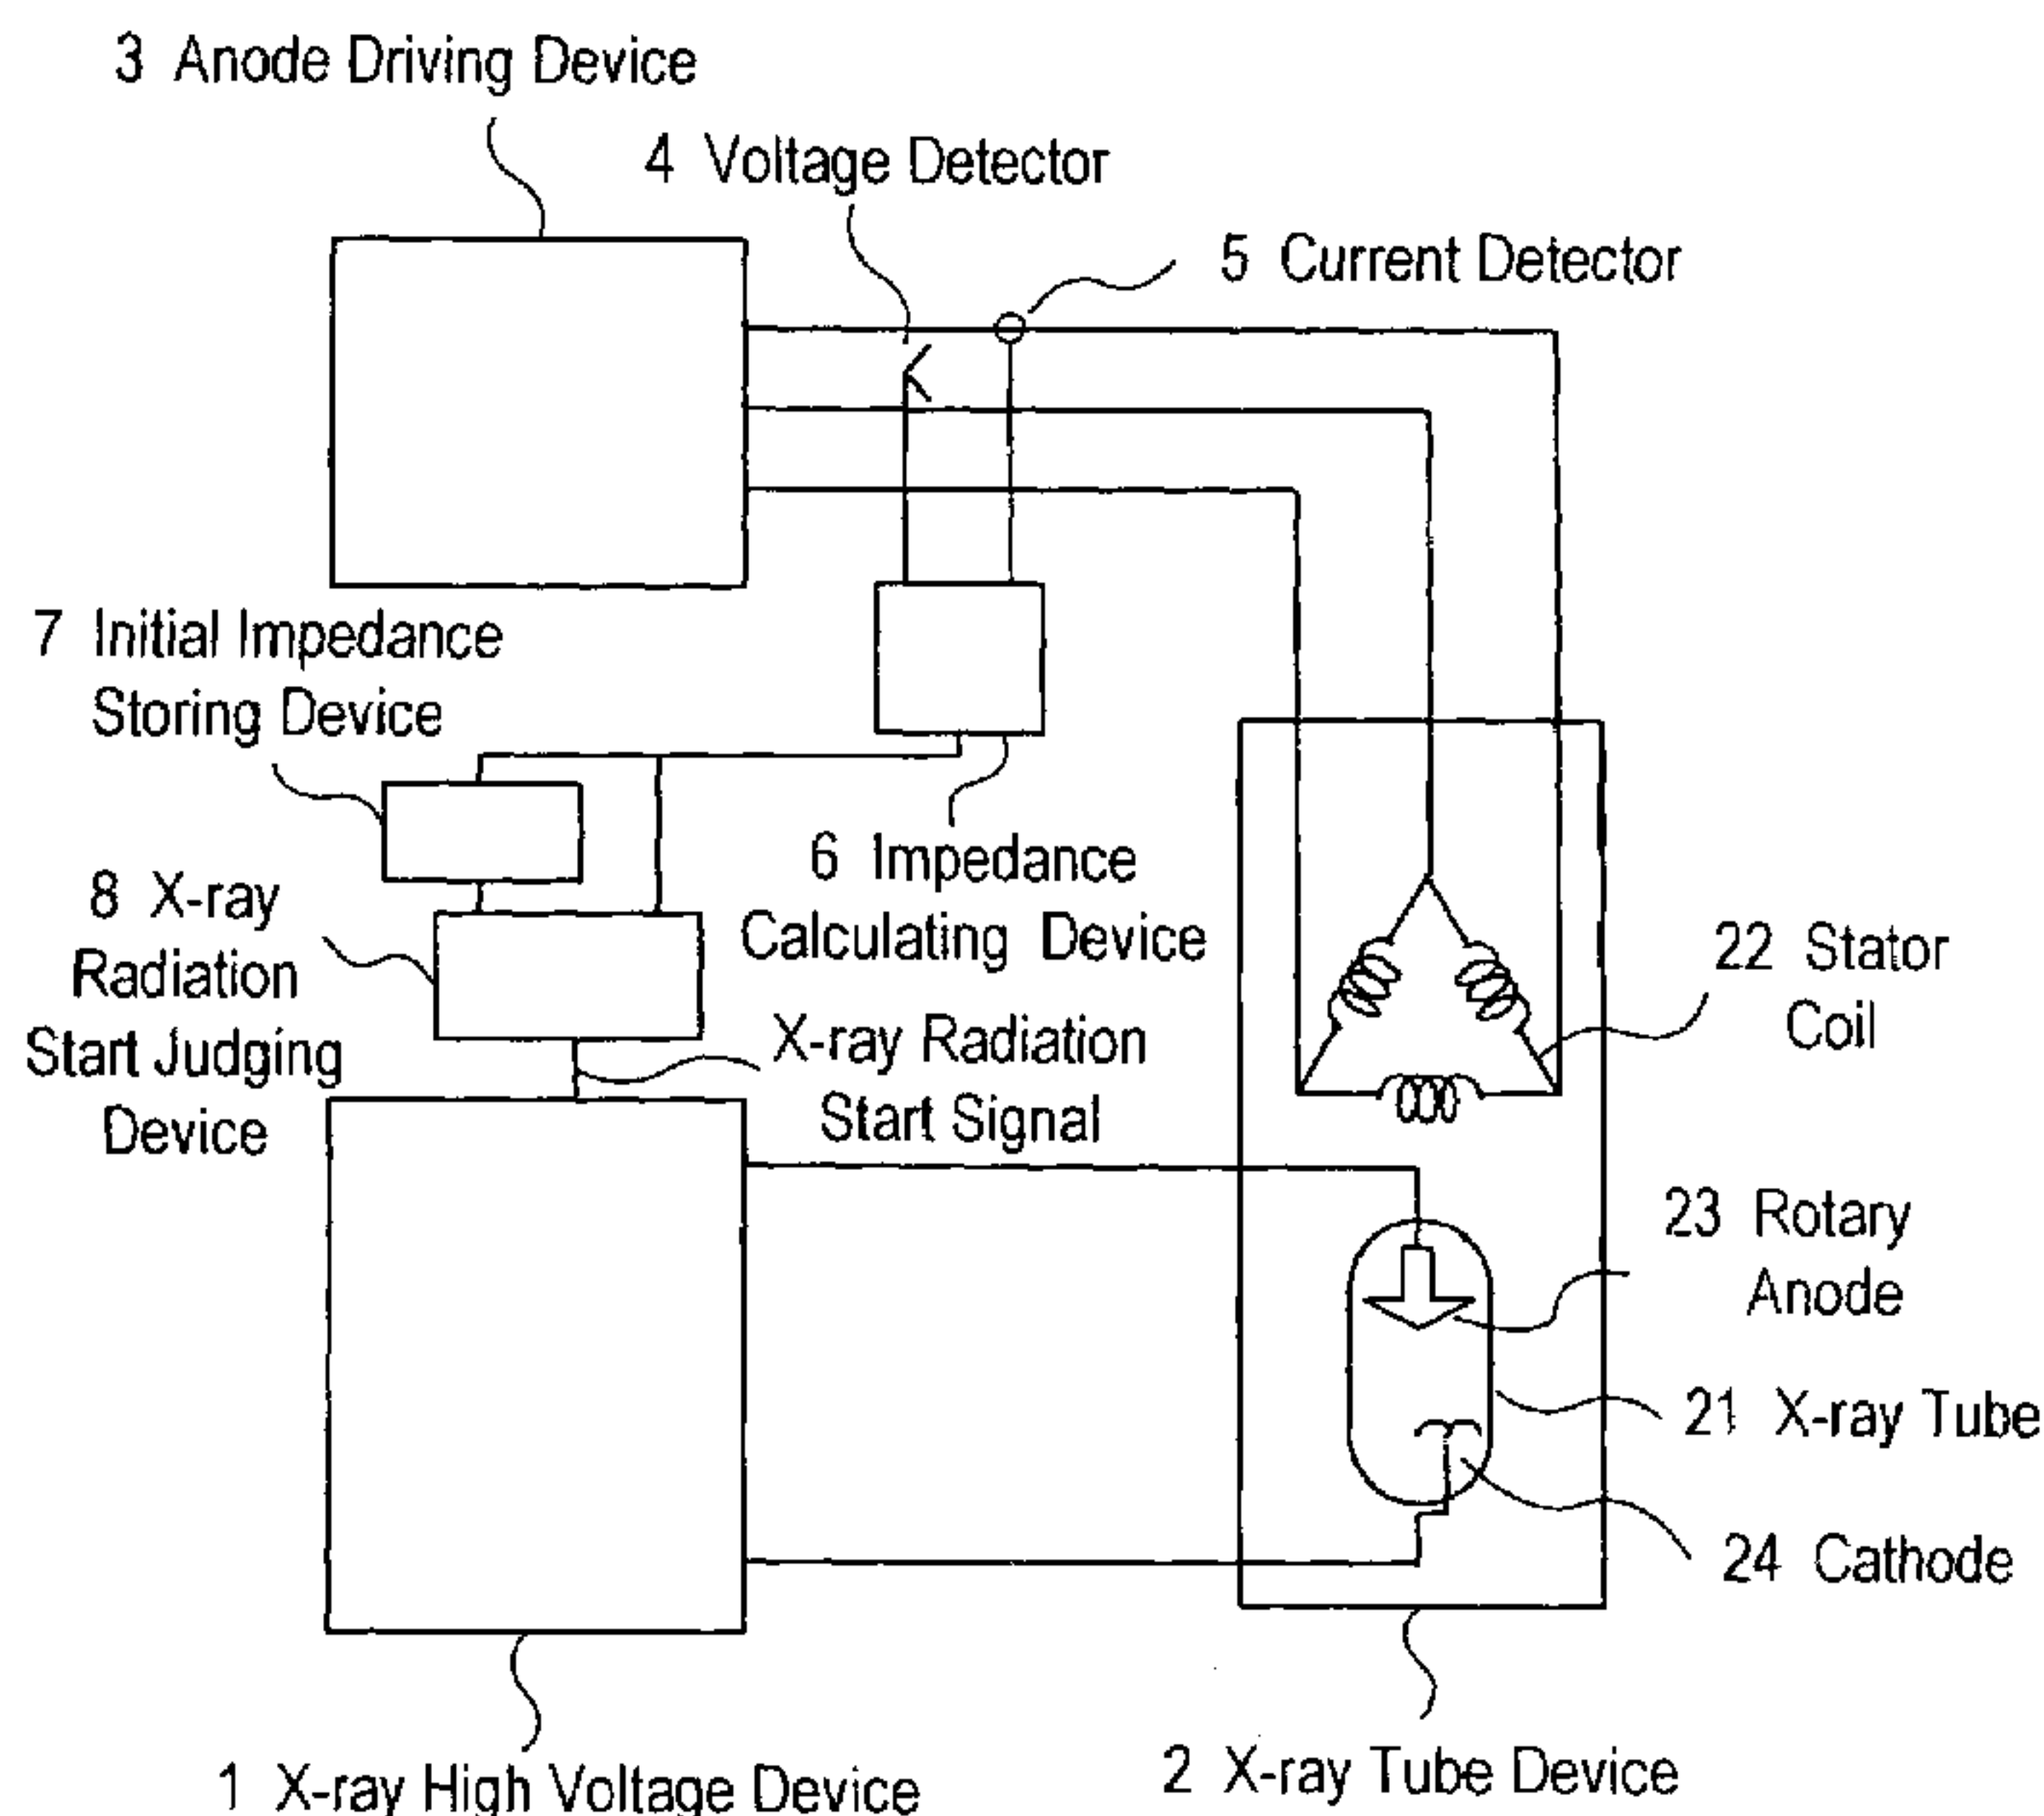 3 Anode Driving Device
4 Voltage Detector
5 Current Detector
7 Initial Impedance
Storing Device
6 Impedance
Calculating Device
8 X-ray
Radiation
Start Judging
Device
X-ray Radiation
Start Signal
22 Stator
Coil
23 Rotary
Anode
21 X-ray Tube
24 Cathode
1 X-ray High Voltage Device
2 X-ray Tube Device